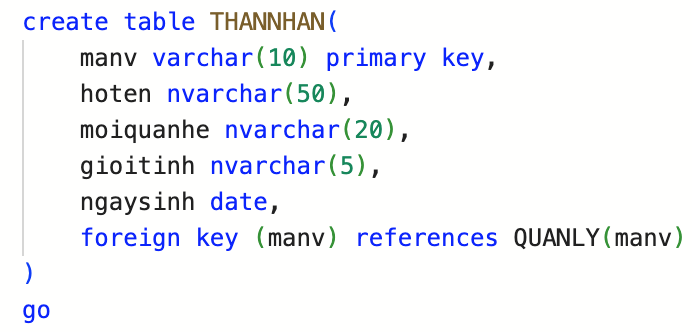 create table THANNHAN(
manv varchar(10) primary key,
hoten nvarchar(50),
moiquanhe nvarchar(20),
gioitinh nvarchar(5),
ngaysinh date,
foreign key (manv) references QUANLY(manv)
)
go